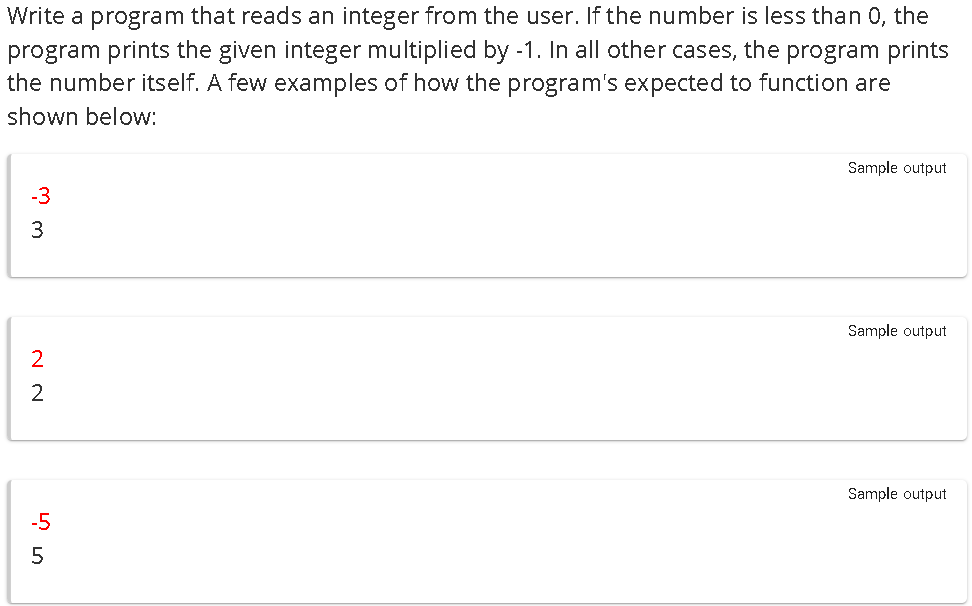 Write a program that reads an integer from the user. If the number is less than 0, the
program prints the given integer multiplied by -1. In all other cases, the program prints
the number itself. A few examples of how the program's expected to function are
shown below:
Sample output
-3
3
Sample output
2
2
Sample output
-5
5